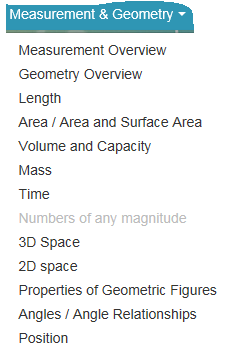 Measurement & Geometry
Measurement Overview
Geometry Overview
Length
Area / Area and Surface Area
Volume and Capacity
Mass
Time
Numbers of any magnitude
3D Space
2D space
Properties of Geometric Figures
Angles / Angle Relationships
Position